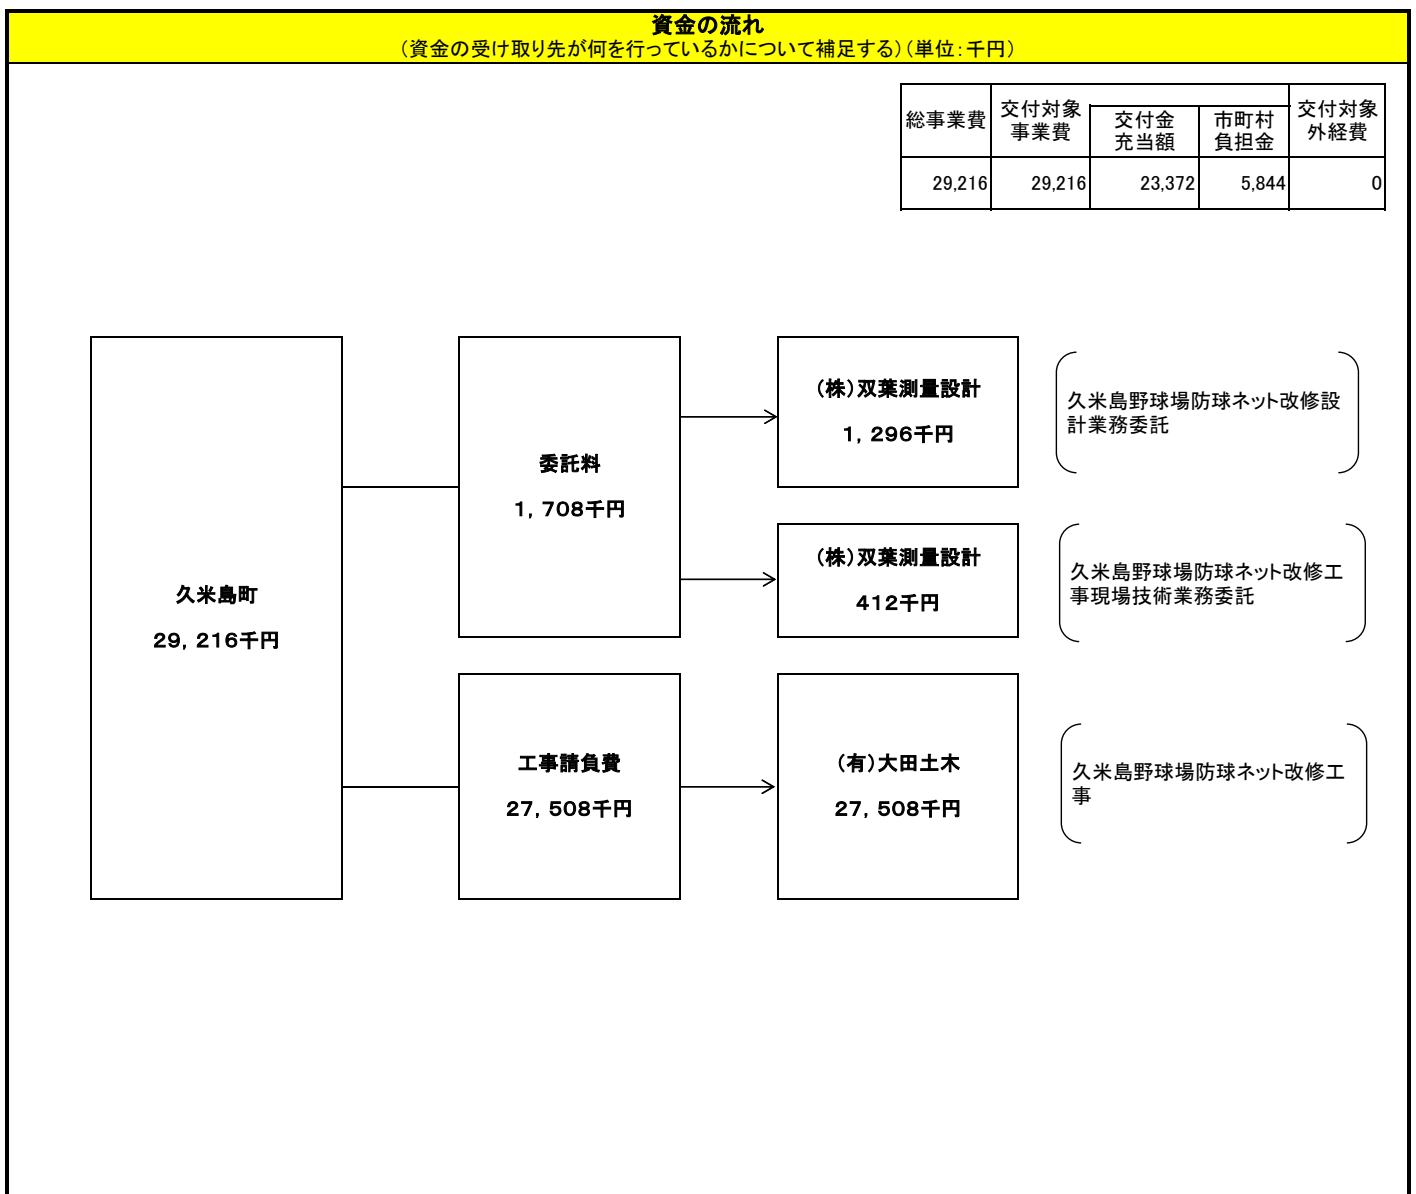 資金の流れ
（資金の受け取り先が何を行っているかについて補足する）（単位：千円）
総事業費
交付対象
事業費
交付金
充当額
市町村
負担金
交付対象
外経費
29,216
29,216
23,372
5,844
0
久米島町
29，216千円
委託料
1，708千円
（株）双葉測量設計
1，296千円
久米島野球場防球ネット改修設
計業務委託
（株）双葉測量設計
412千円
久米島野球場防球ネット改修工
事現場技術業務委託
工事請負費
27，508千円
（有）大田土木
27，508千円
久米島野球場防球ネット改修工
事